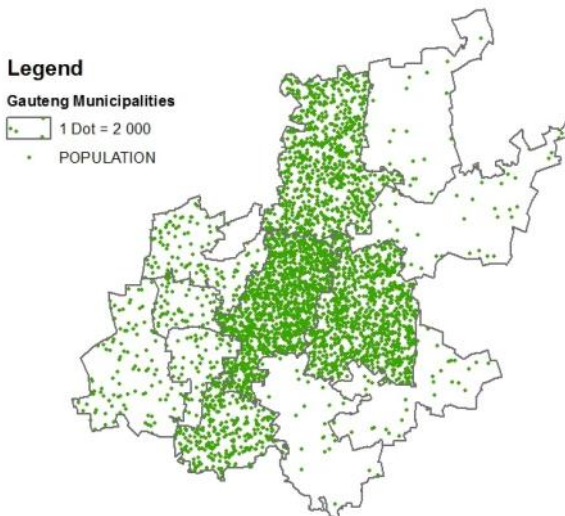 Legend
Gauteng Municipalities
1 Dot = 2 000
POPULATION